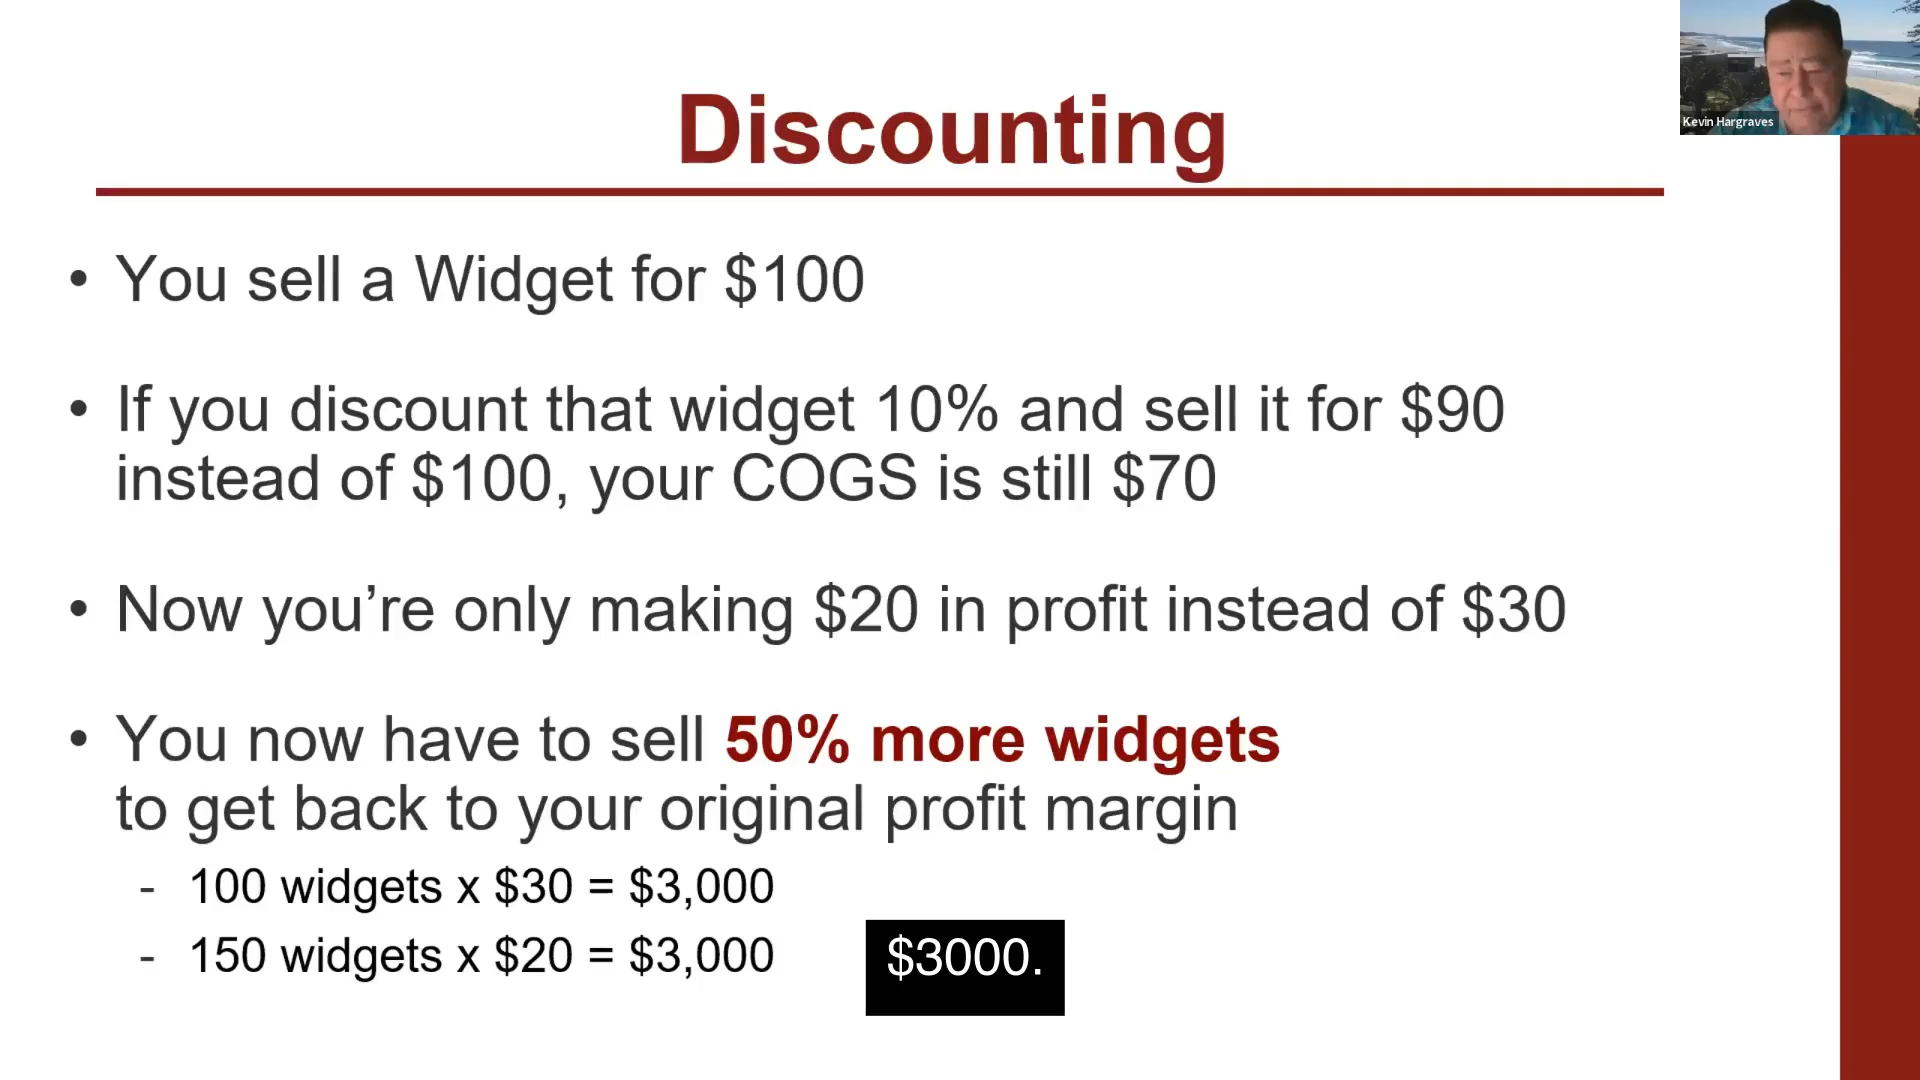 Kevin Hargraves
Discounting
• You sell a Widget for $100
• If you discount that widget 10% and sell it for $90
instead of $100, your COGS is still $70
• Now you’re only making $20 in profit instead of $30
• You now have to sell 50% more widgets
to get back to your original profit margin
- 100 widgets x $30 = $3,000
- 150 widgets x $20 = $3,000
$3000.